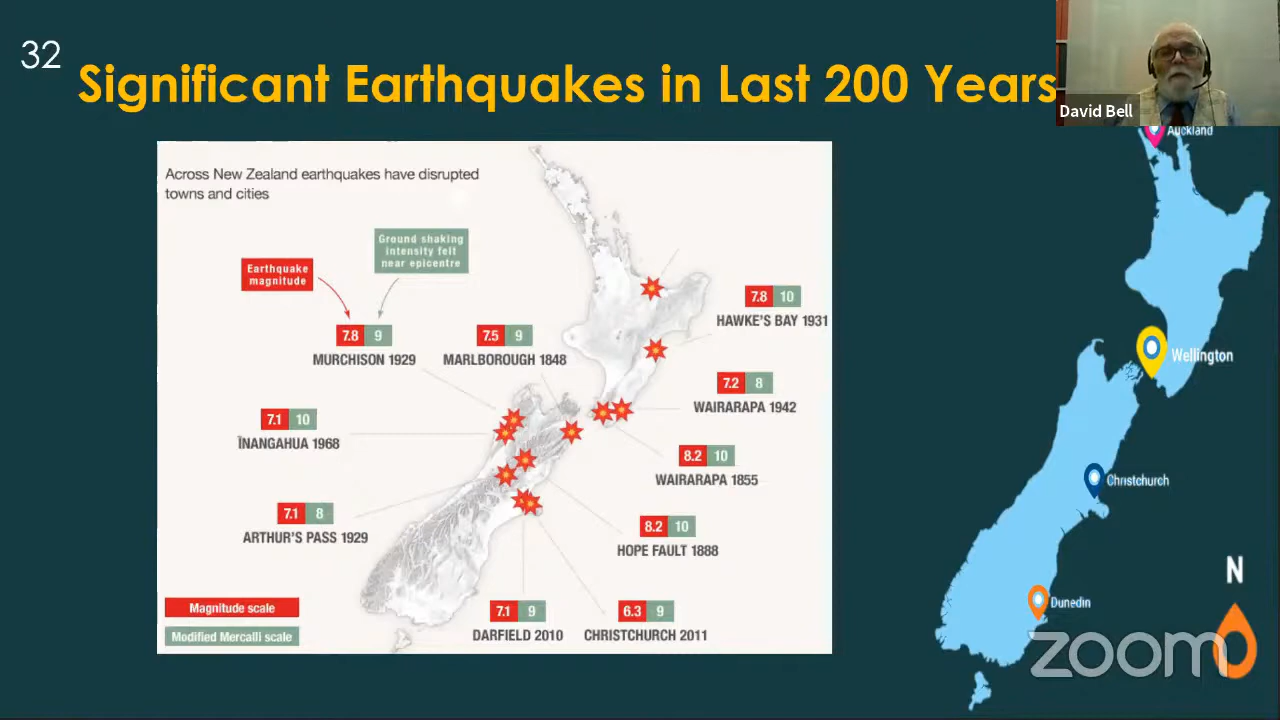 32
Significant Earthquakes in Last 200 Years
David Bell
Auckland
Across New Zealand earthquakes have disrupted
towns and cities
Ground shaking
intensity felt
near epicentre
Earthquake
magnitude
7.8 10
HAWKE'S BAY 1931
7.8 9
MURCHISON 1929
7.5 9
MARLBOROUGH 1848
7.2 8
WAIRARAPA 1942
7.1 10
ĪNANGAHUA 1968
8.2 10
WAIRARAPA 1855
7.1 8
ARTHUR'S PASS 1929
8.2 10
HOPE FAULT 1888
7.1 9
DARFIELD 2010
6.3 9
CHRISTCHURCH 2011
Magnitude scale
Modified Mercalli scale
Wellington
Christchurch
Dunedin
N
zoom